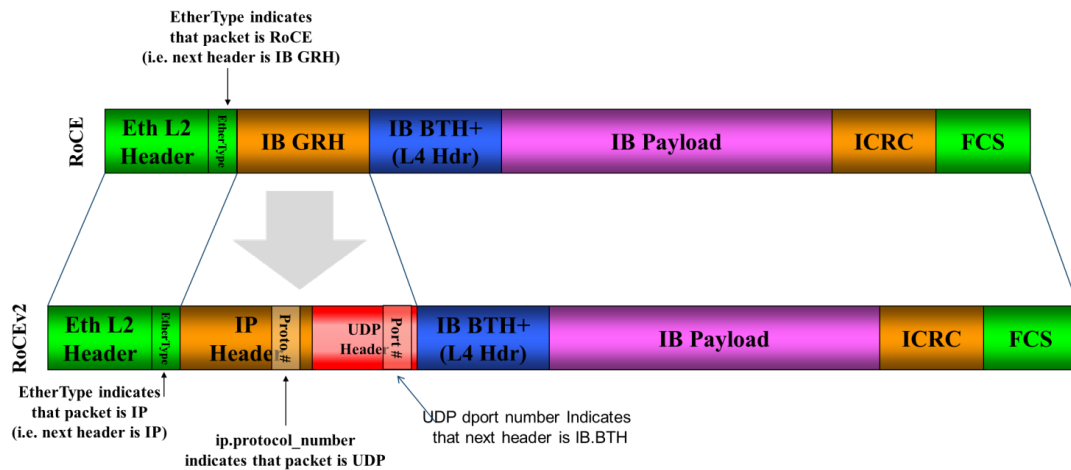 EtherType indicates
that packet is RoCE
(i.e. next header is IB GRH)
RoCE
Eth L2
Header
EtherType
IB GRH
IB BTH+
(L4 Hdr)
IB Payload
ICRC
FCS
RoCEv2
Eth L2
Header
EtherType
IP
Header
Proto.#
UDP
Header
Port #
IB BTH+
(L4 Hdr)
IB Payload
ICRC
FCS
EtherType indicates
that packet is IP
(i.e. next header is IP)
ip.protocol_number
indicates that packet is UDP
UDP dport number Indicates
that next header is IB.BTH